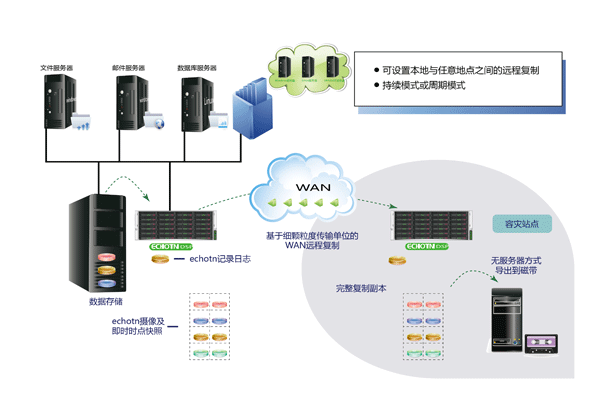 文件服务器
邮件服务器
数据库服务器
● 可设置本地与任意地点之间的远程复制
● 持续模式或周期模式
Linux
WAN
基于细颗粒度传输单位的
WAN远程复制
容灾站点
ECHOTN DSP
ECHOTN DSP
echotn记录日志
数据存储
无服务器方式
导出到磁带
完整复制副本
echotn摄像及
即时时点快照